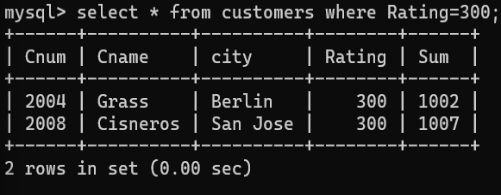 mysql> select * from customers where Rating=300;
+------+----------+----------+--------+------+
| Cnum | Cname    | city     | Rating | Sum  |
+------+----------+----------+--------+------+
| 2004 | Grass    | Berlin   |    300 | 1002 |
| 2008 | Cisneros | San Jose |    300 | 1007 |
+------+----------+----------+--------+------+
2 rows in set (0.00 sec)